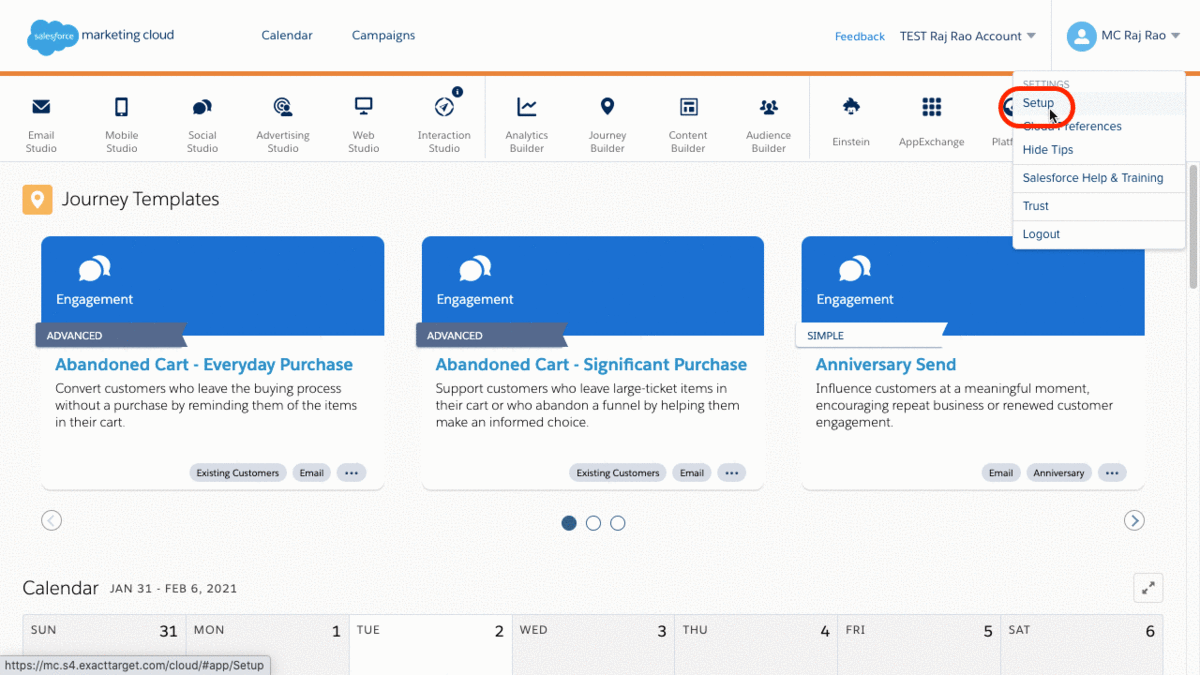 salesforce marketing cloud
Calendar
Campaigns
Feedback
TEST Raj Rao Account
MC Raj Rao
SETTINGS
Setup
Cloud Preferences
Hide Tips
Salesforce Help & Training
Trust
Logout
Email
Studio
Mobile
Studio
Social
Studio
Advertising
Studio
Web
Studio
Interaction
Studio
Analytics
Builder
Journey
Builder
Content
Builder
Audience
Builder
Einstein
AppExchange
Platf
Journey Templates
Engagement
ADVANCED
Abandoned Cart - Everyday Purchase
Convert customers who leave the buying process
without a purchase by reminding them of the items
in their cart.
Existing Customers
Email
•••
Engagement
ADVANCED
Abandoned Cart - Significant Purchase
Support customers who leave large-ticket items in
their cart or who abandon a funnel by helping them
make an informed choice.
Existing Customers
Email
•••
Engagement
SIMPLE
Anniversary Send
Influence customers at a meaningful moment,
encouraging repeat business or renewed customer
engagement.
Email
Anniversary
•••
Calendar JAN 31 - FEB 6, 2021
SUN 31
MON 1
TUE 2
WED 3
THU 4
FRI 5
SAT 6
https://mc.s4.exacttarget.com/cloud/#app/Setup